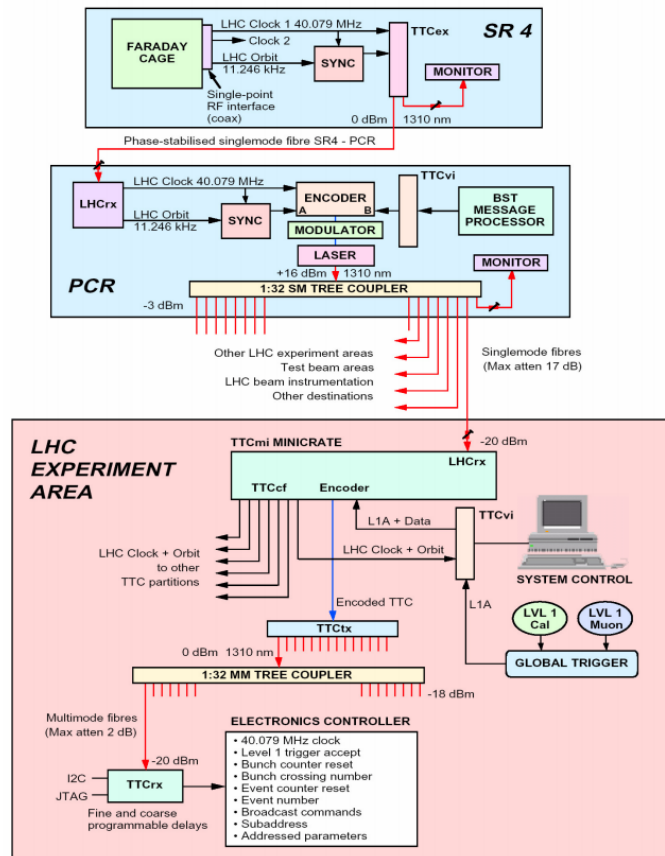 LHC Clock 1 40.079 MHz
TTCex
SR 4
FARADAY
CAGE
Clock 2
LHC Orbit
11.246 kHz
SYNC
MONITOR
Single-point
RF interface
(coax)
0 dBm
1310 nm
Phase-stabilised singlemode fibre SR4 - PCR
LHCrx
LHC Clock 40.079 MHz
LHC Orbit
11.246 kHz
SYNC
ENCODER
A
B
MODULATOR
LASER
TTCvi
BST
MESSAGE
PROCESSOR
+16 dBm
1310 nm
MONITOR
PCR
1:32 SM TREE COUPLER
-3 dBm
Other LHC experiment areas
Test beam areas
LHC beam instrumentation
Other destinations
Singlemode fibres
(Max atten 17 dB)
LHC
EXPERIMENT
AREA
-20 dBm
TTCmi MINICRATE
LHCrx
TTCcf
Encoder
TTCvi
L1A + Data
LHC Clock + Orbit
LHC Clock + Orbit
to other
TTC partitions
SYSTEM CONTROL
L1A
Encoded TTC
LVL 1
Cal
LVL 1
Muon
TTCtx
GLOBAL TRIGGER
0 dBm
1310 nm
1:32 MM TREE COUPLER
-18 dBm
Multimode fibres
(Max atten 2 dB)
ELECTRONICS CONTROLLER
-20 dBm
I2C
JTAG
TTCrx
Fine and coarse
programmable delays
• 40.079 MHz clock
• Level 1 trigger accept
• Bunch counter reset
• Bunch crossing number
• Event counter reset
• Event number
• Broadcast commands
• Subaddress
• Addressed parameters